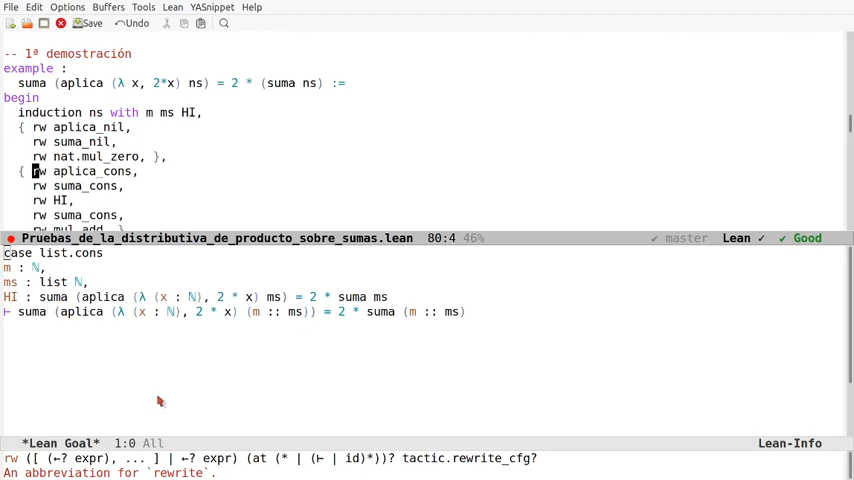 File Edit Options Buffers Tools Lean YASnippet Help
Save Undo
-- 1ª demostración
example :
suma (aplica (λ x, 2*x) ns) = 2 * (suma ns) :=
begin
induction ns with m ms HI,
{ rw aplica_nil,
rw suma_nil,
rw nat.mul_zero, },
{ rw aplica_cons,
rw suma_cons,
rw HI,
rw suma_cons,
rw mul_add, }
Pruebas_de_la_distributiva_de_producto_sobre_sumas.lean 80:4 46% ✔ master Lean ✓ ✔ Good
case list.cons
m : ℕ,
ms : list ℕ,
HI : suma (aplica (λ (x : ℕ), 2 * x) ms) = 2 * suma ms
⊢ suma (aplica (λ (x : ℕ), 2 * x) (m :: ms)) = 2 * suma (m :: ms)
*Lean Goal* 1:0 All Lean-Info
rw ([ (←? expr), ... ] | ←? expr) (at (* | (⊢ | id)*))? tactic.rewrite_cfg?
An abbreviation for `rewrite`.